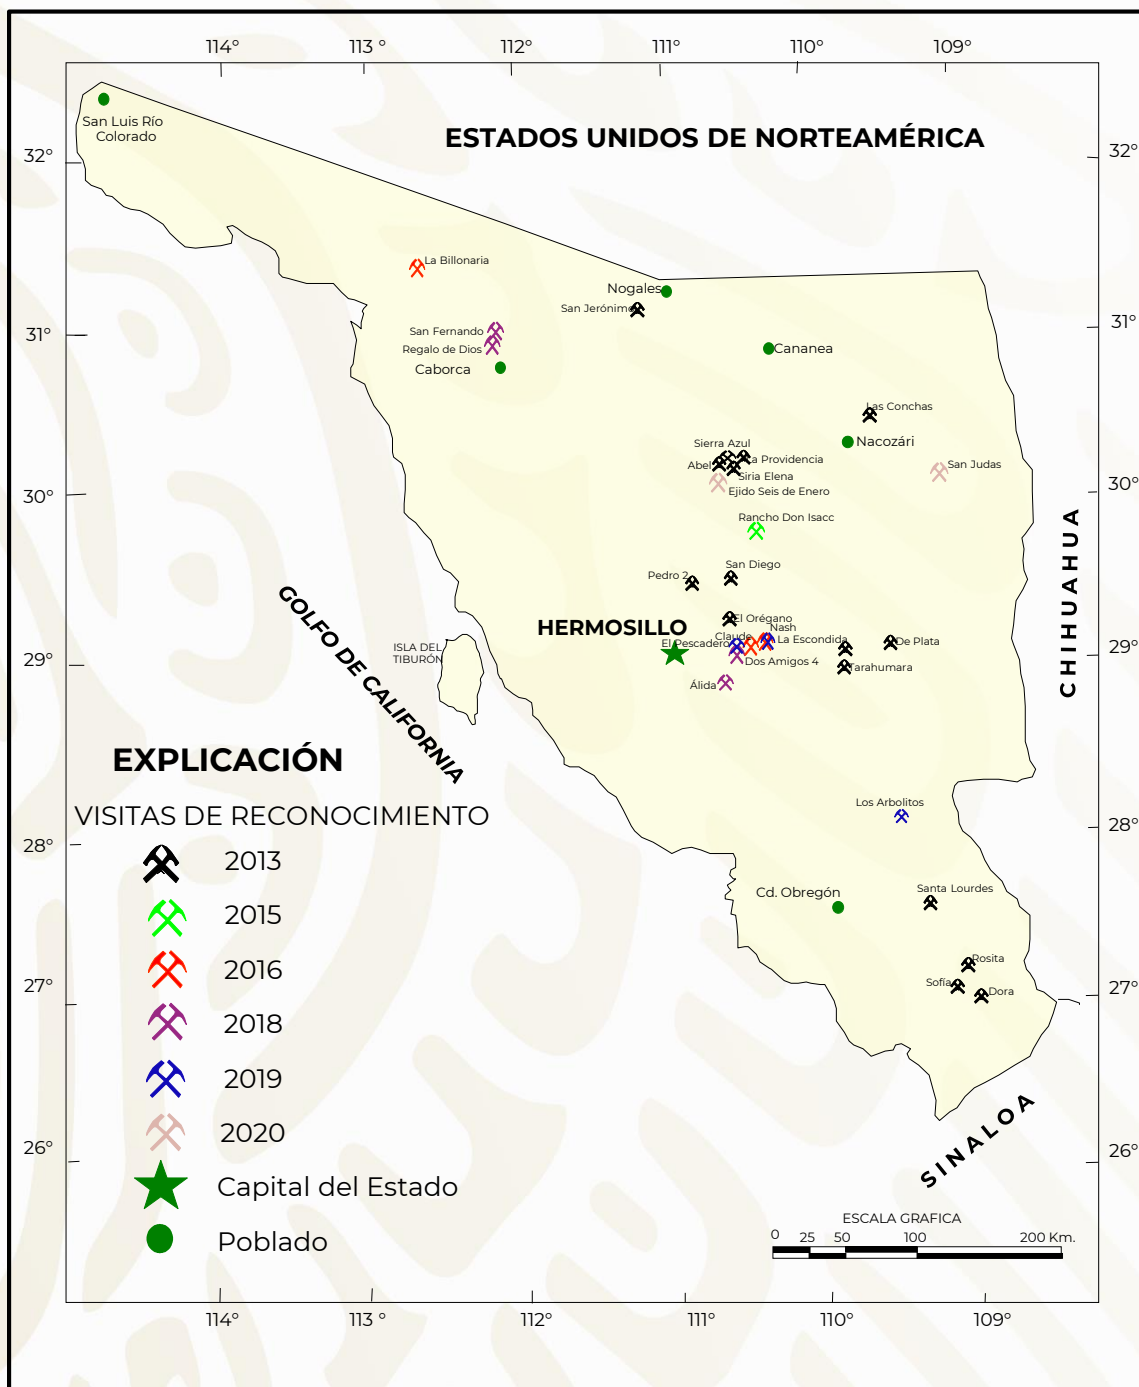 114°
113 °
112°
111°
110°
109°
San Luis Río
Colorado
ESTADOS UNIDOS DE NORTEAMÉRICA
32°
32°
La Billonaria
Nogales
San Jerónimo
San Fernando
31°
31°
Regalo de Dios
Cananea
Caborca
Las Conchas
Sierra Azul
Nacozári
La Providencia
Abel
San Judas
Siria Elena
30°
Ejido Seis de Enero
30°
Rancho Don Isacc
San Diego
Pedro 2
CHIHUAHUA
GOLFO DE CALIFORNIA
El Orégano
HERMOSILLO
Nash
Claude
El Pescadero
La Escondida
De Plata
ISLA DEL
TIBURÓN
29°
29°
Dos Amigos 4
Tarahumara
Álida
EXPLICACIÓN
VISITAS DE RECONOCIMIENTO
Los Arbolitos
28°
28°
2013
Santa Lourdes
Cd. Obregón
2015
Rosita
2016
Sofía
Dora
27°
27°
2018
2019
2020
SINALOA
26°
26°
Capital del Estado
Poblado
ESCALA GRAFICA
0 25 50 100 200 Km.
114°
113 °
112°
111°
110°
109°